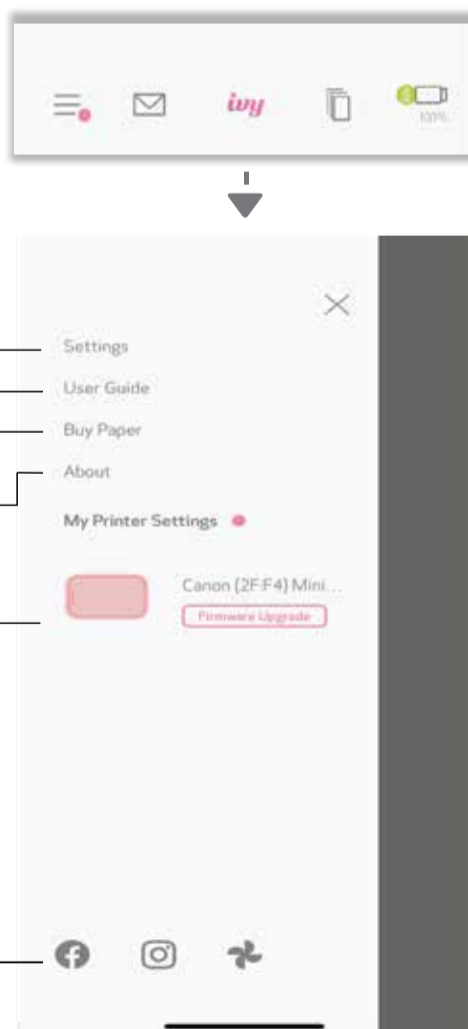 ivy
100%
Settings
User Guide
Buy Paper
About
My Printer Settings
Canon (2F:F4) Mini...
Firmware Upgrade